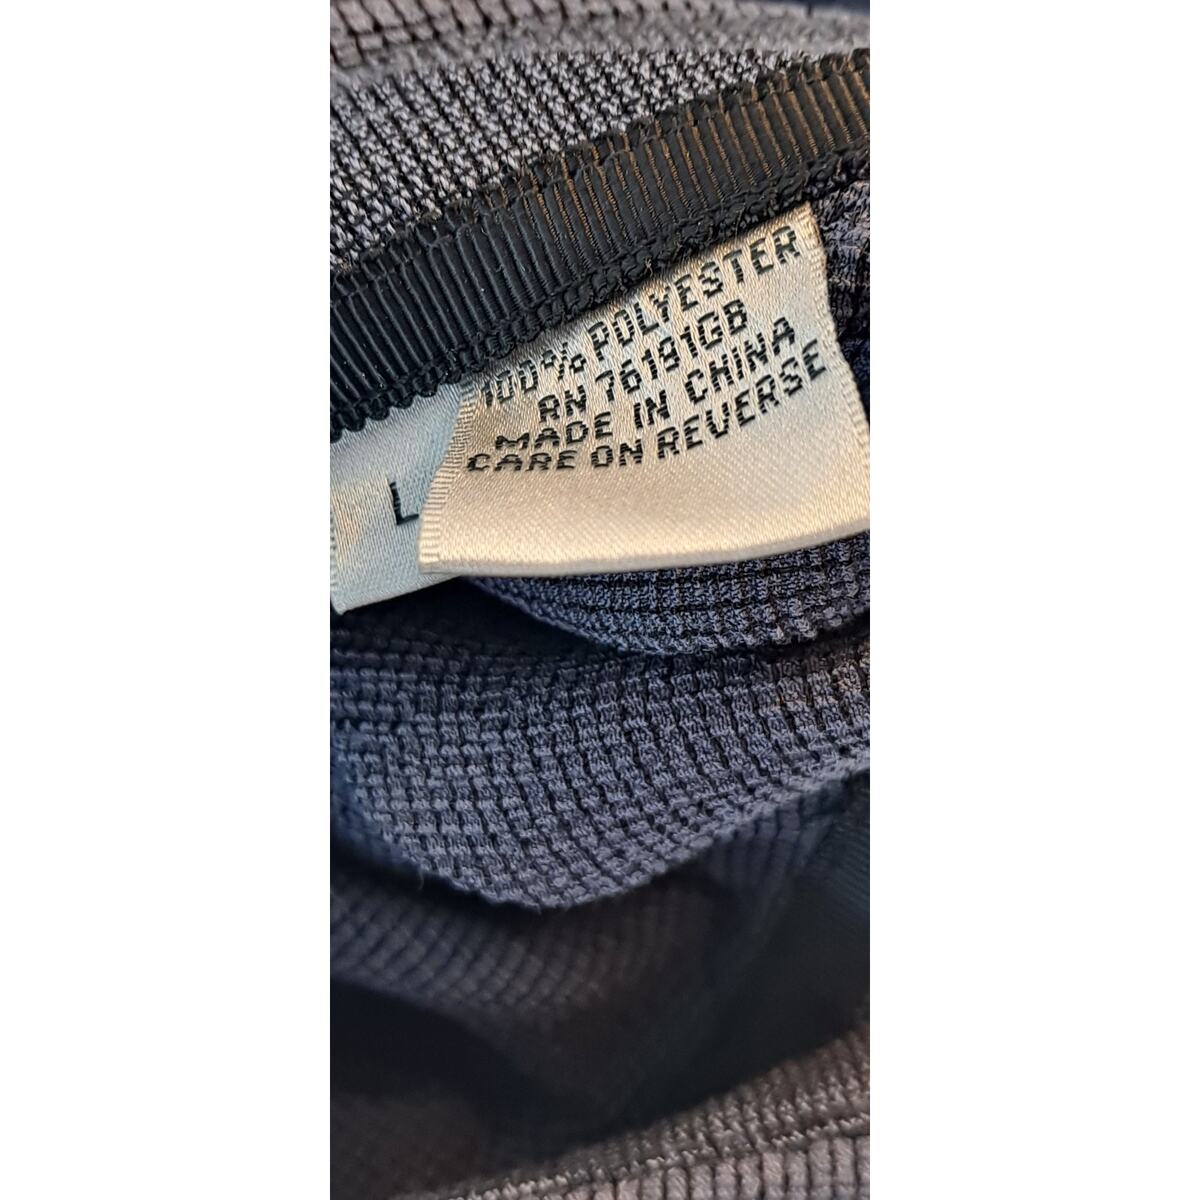 100% POLYESTER
RN 76191GB
MADE IN CHINA
CARE ON REVERSE
L